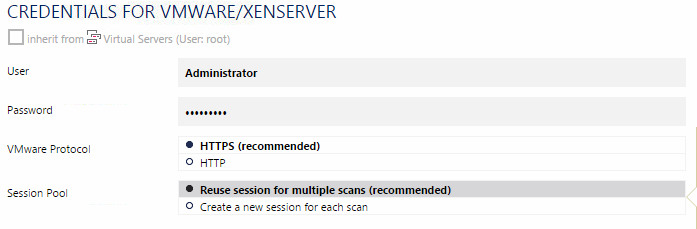 CREDENTIALS FOR VMWARE/XENSERVER
inherit from Virtual Servers (User: root)
User
Administrator
Password
•••••••••
VMware Protocol
HTTPS (recommended)
HTTP
Session Pool
Reuse session for multiple scans (recommended)
Create a new session for each scan